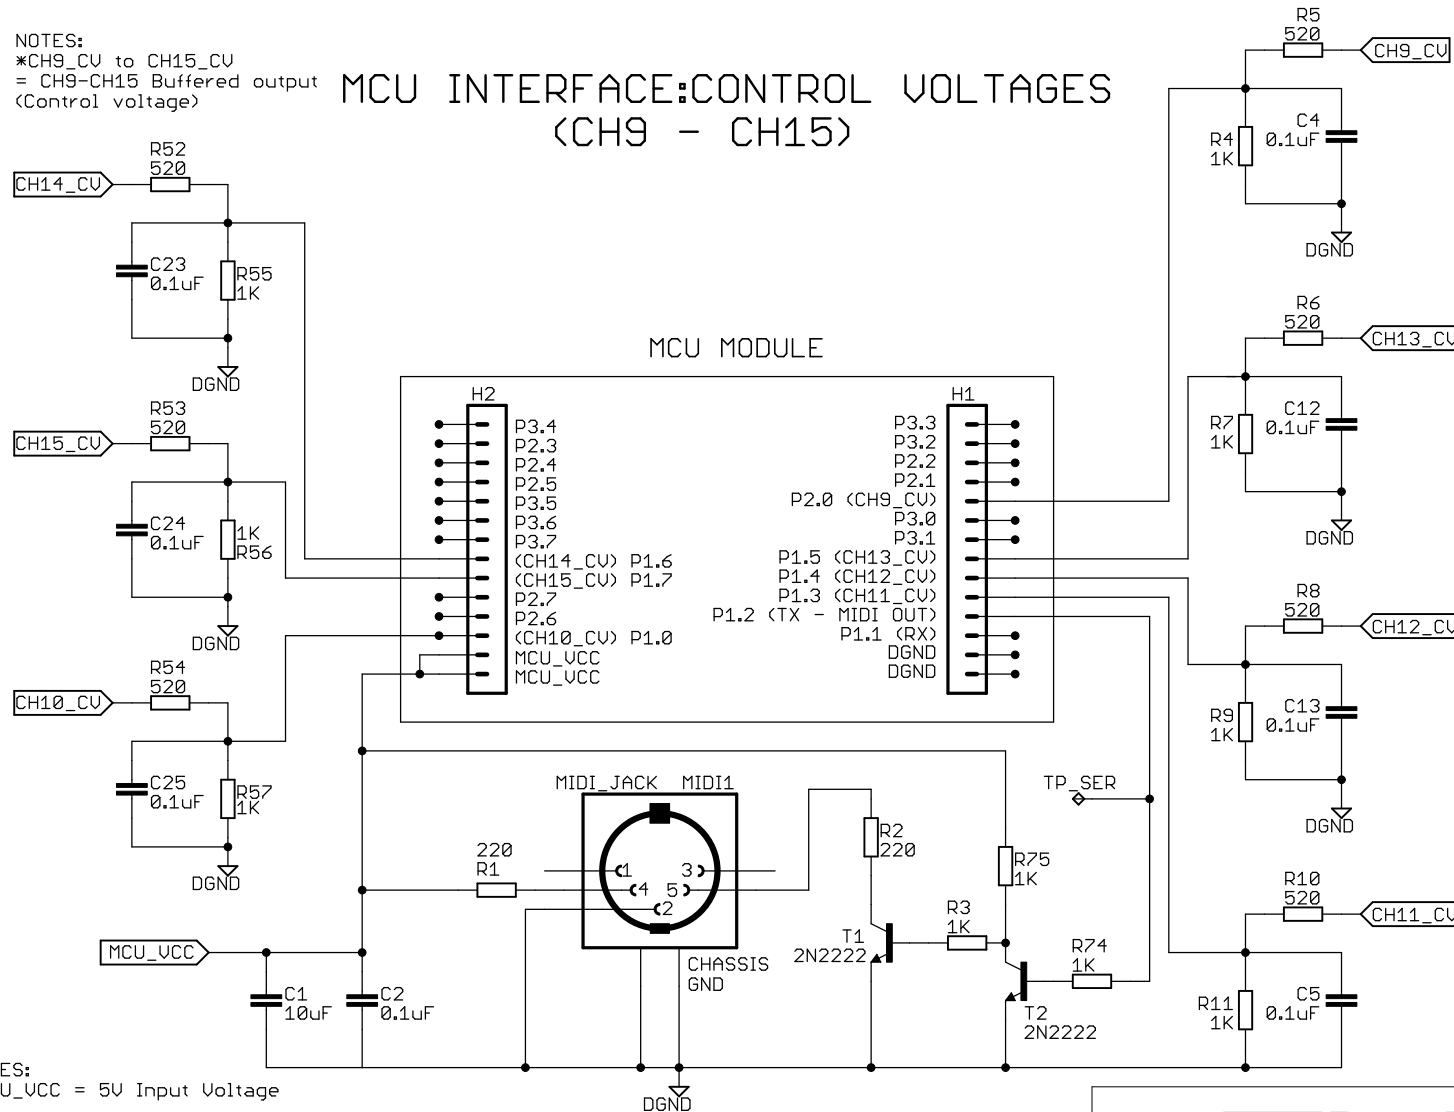 NOTES:
*CH9_CV to CH15_CV
= CH9-CH15 Buffered output
(Control voltage)
MCU INTERFACE:CONTROL VOLTAGES
(CH9 - CH15)
R5
520
CH9_CV
R4
1K
C4
0.1uF
DGND
R52
520
CH14_CV
C23
0.1uF
R55
1K
DGND
R6
520
CH13_CV
R7
1K
C12
0.1uF
DGND
R53
520
CH15_CV
C24
0.1uF
1K
R56
DGND
MCU MODULE
H2
P3.4
P2.3
P2.4
P2.5
P3.5
P3.6
P3.7
(CH14_CV) P1.6
(CH15_CV) P1.7
P2.7
P2.6
(CH10_CV) P1.0
MCU_VCC
MCU_VCC
H1
P3.3
P3.2
P2.2
P2.1
P2.0 (CH9_CV)
P3.0
P3.1
P1.5 (CH13_CV)
P1.4 (CH12_CV)
P1.3 (CH11_CV)
P1.2 (TX - MIDI OUT)
P1.1 (RX)
DGND
DGND
R8
520
CH12_CV
R9
1K
C13
0.1uF
DGND
R54
520
CH10_CV
C25
0.1uF
R57
1K
DGND
MIDI_JACK MIDI1
1
3
4
5
2
220
R1
R2
220
TP_SER
R75
1K
R3
1K
T1
2N2222
R74
1K
T2
2N2222
CHASSIS
GND
R10
520
CH11_CV
R11
1K
C5
0.1uF
MCU_VCC
C1
10uF
C2
0.1uF
DGND
ES:
U_VCC = 5V Input Voltage